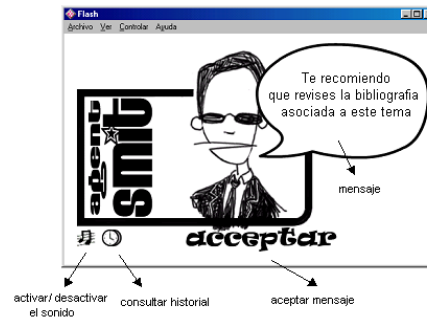 Flash
Archivo Ver Controlar Ayuda
Te recomiendo
que revises la bibliografia
asociada a este tema
agent
smit
mensaje
acceptar
activar/ desactivar
el sonido
consultar historial
aceptar mensaje